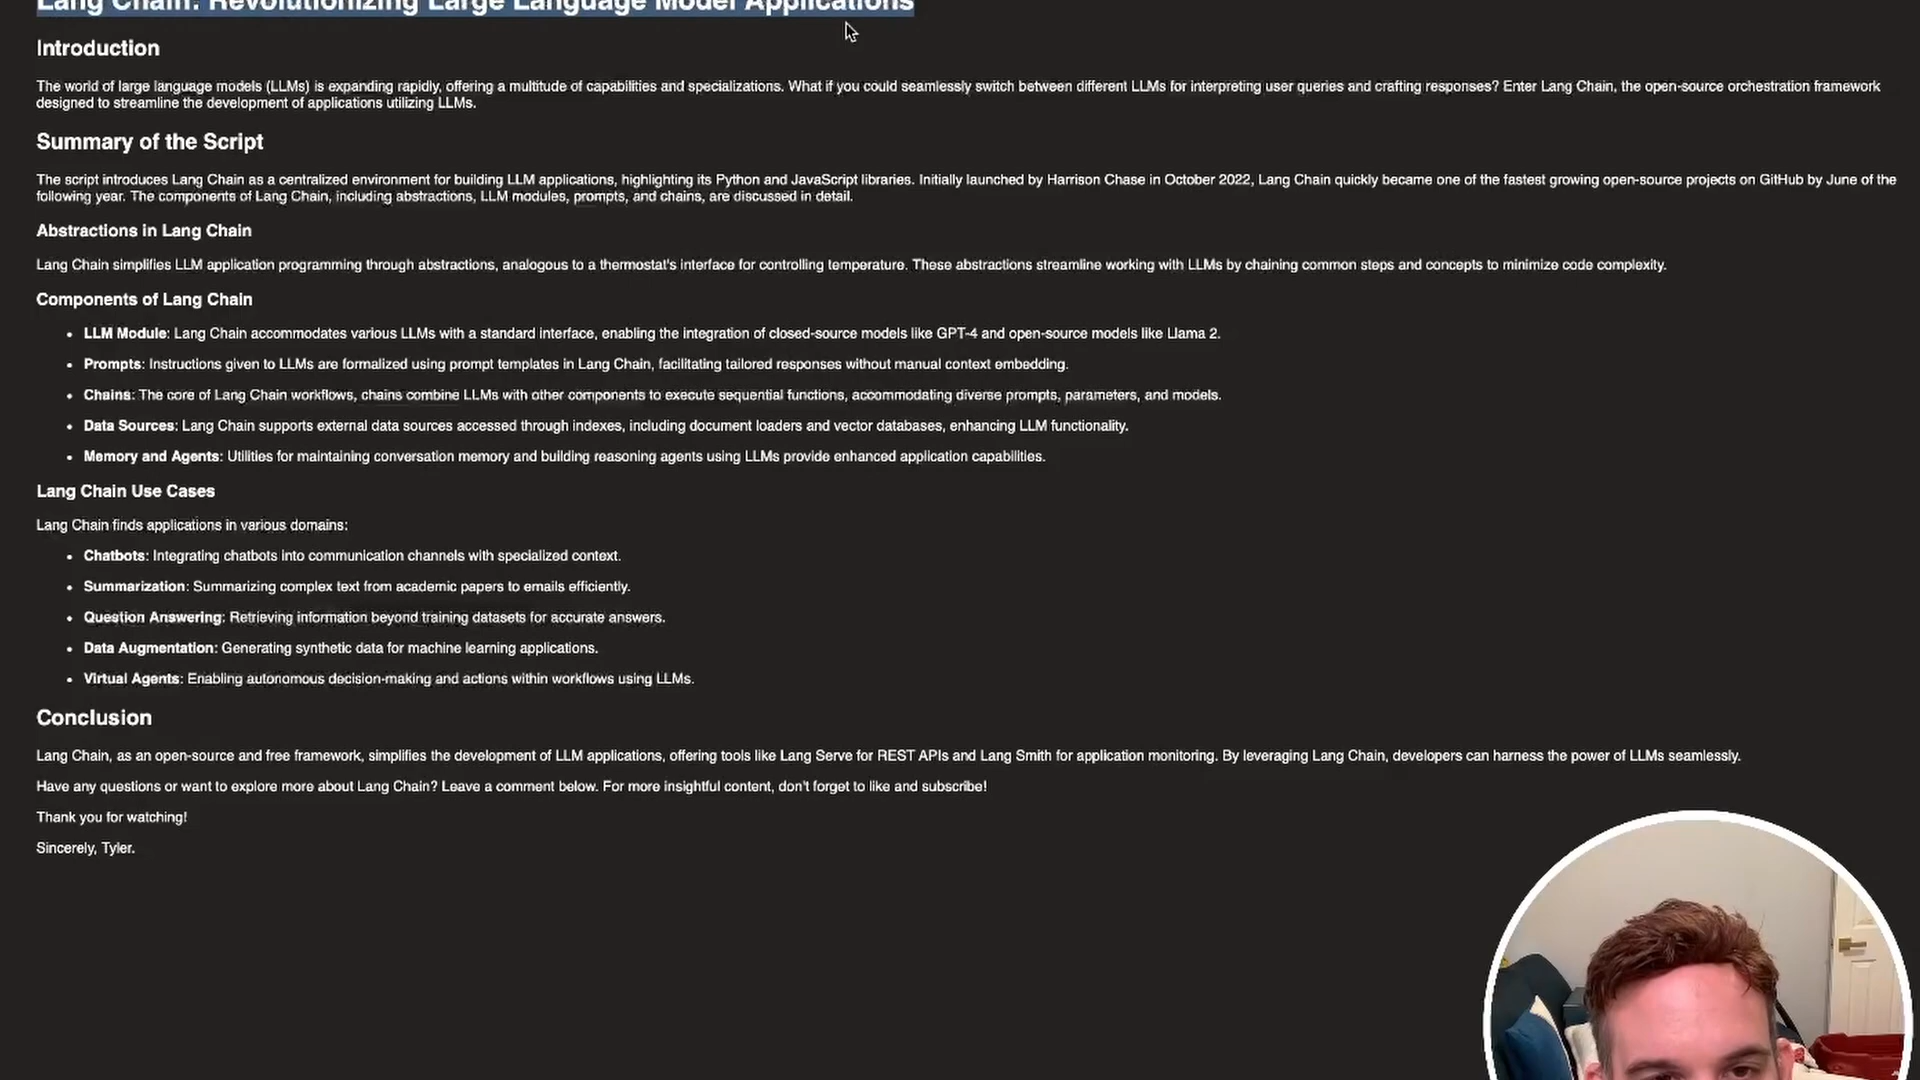 Lang Chain: Revolutionizing Large Language Model Applications
Introduction
The world of large language models (LLMs) is expanding rapidly, offering a multitude of capabilities and specializations. What if you could seamlessly switch between different LLMs for interpreting user queries and crafting responses? Enter Lang Chain, the open-source orchestration framework
designed to streamline the development of applications utilizing LLMs.
Summary of the Script
The script introduces Lang Chain as a centralized environment for building LLM applications, highlighting its Python and JavaScript libraries. Initially launched by Harrison Chase in October 2022, Lang Chain quickly became one of the fastest growing open-source projects on GitHub by June of the
following year. The components of Lang Chain, including abstractions, LLM modules, prompts, and chains, are discussed in detail.
Abstractions in Lang Chain
Lang Chain simplifies LLM application programming through abstractions, analogous to a thermostat's interface for controlling temperature. These abstractions streamline working with LLMs by chaining common steps and concepts to minimize code complexity.
Components of Lang Chain
• LLM Module: Lang Chain accommodates various LLMs with a standard interface, enabling the integration of closed-source models like GPT-4 and open-source models like Llama 2.
• Prompts: Instructions given to LLMs are formalized using prompt templates in Lang Chain, facilitating tailored responses without manual context embedding.
• Chains: The core of Lang Chain workflows, chains combine LLMs with other components to execute sequential functions, accommodating diverse prompts, parameters, and models.
• Data Sources: Lang Chain supports external data sources accessed through indexes, including document loaders and vector databases, enhancing LLM functionality.
• Memory and Agents: Utilities for maintaining conversation memory and building reasoning agents using LLMs provide enhanced application capabilities.
Lang Chain Use Cases
Lang Chain finds applications in various domains:
• Chatbots: Integrating chatbots into communication channels with specialized context.
• Summarization: Summarizing complex text from academic papers to emails efficiently.
• Question Answering: Retrieving information beyond training datasets for accurate answers.
• Data Augmentation: Generating synthetic data for machine learning applications.
• Virtual Agents: Enabling autonomous decision-making and actions within workflows using LLMs.
Conclusion
Lang Chain, as an open-source and free framework, simplifies the development of LLM applications, offering tools like Lang Serve for REST APIs and Lang Smith for application monitoring. By leveraging Lang Chain, developers can harness the power of LLMs seamlessly.
Have any questions or want to explore more about Lang Chain? Leave a comment below. For more insightful content, don't forget to like and subscribe!
Thank you for watching!
Sincerely, Tyler.